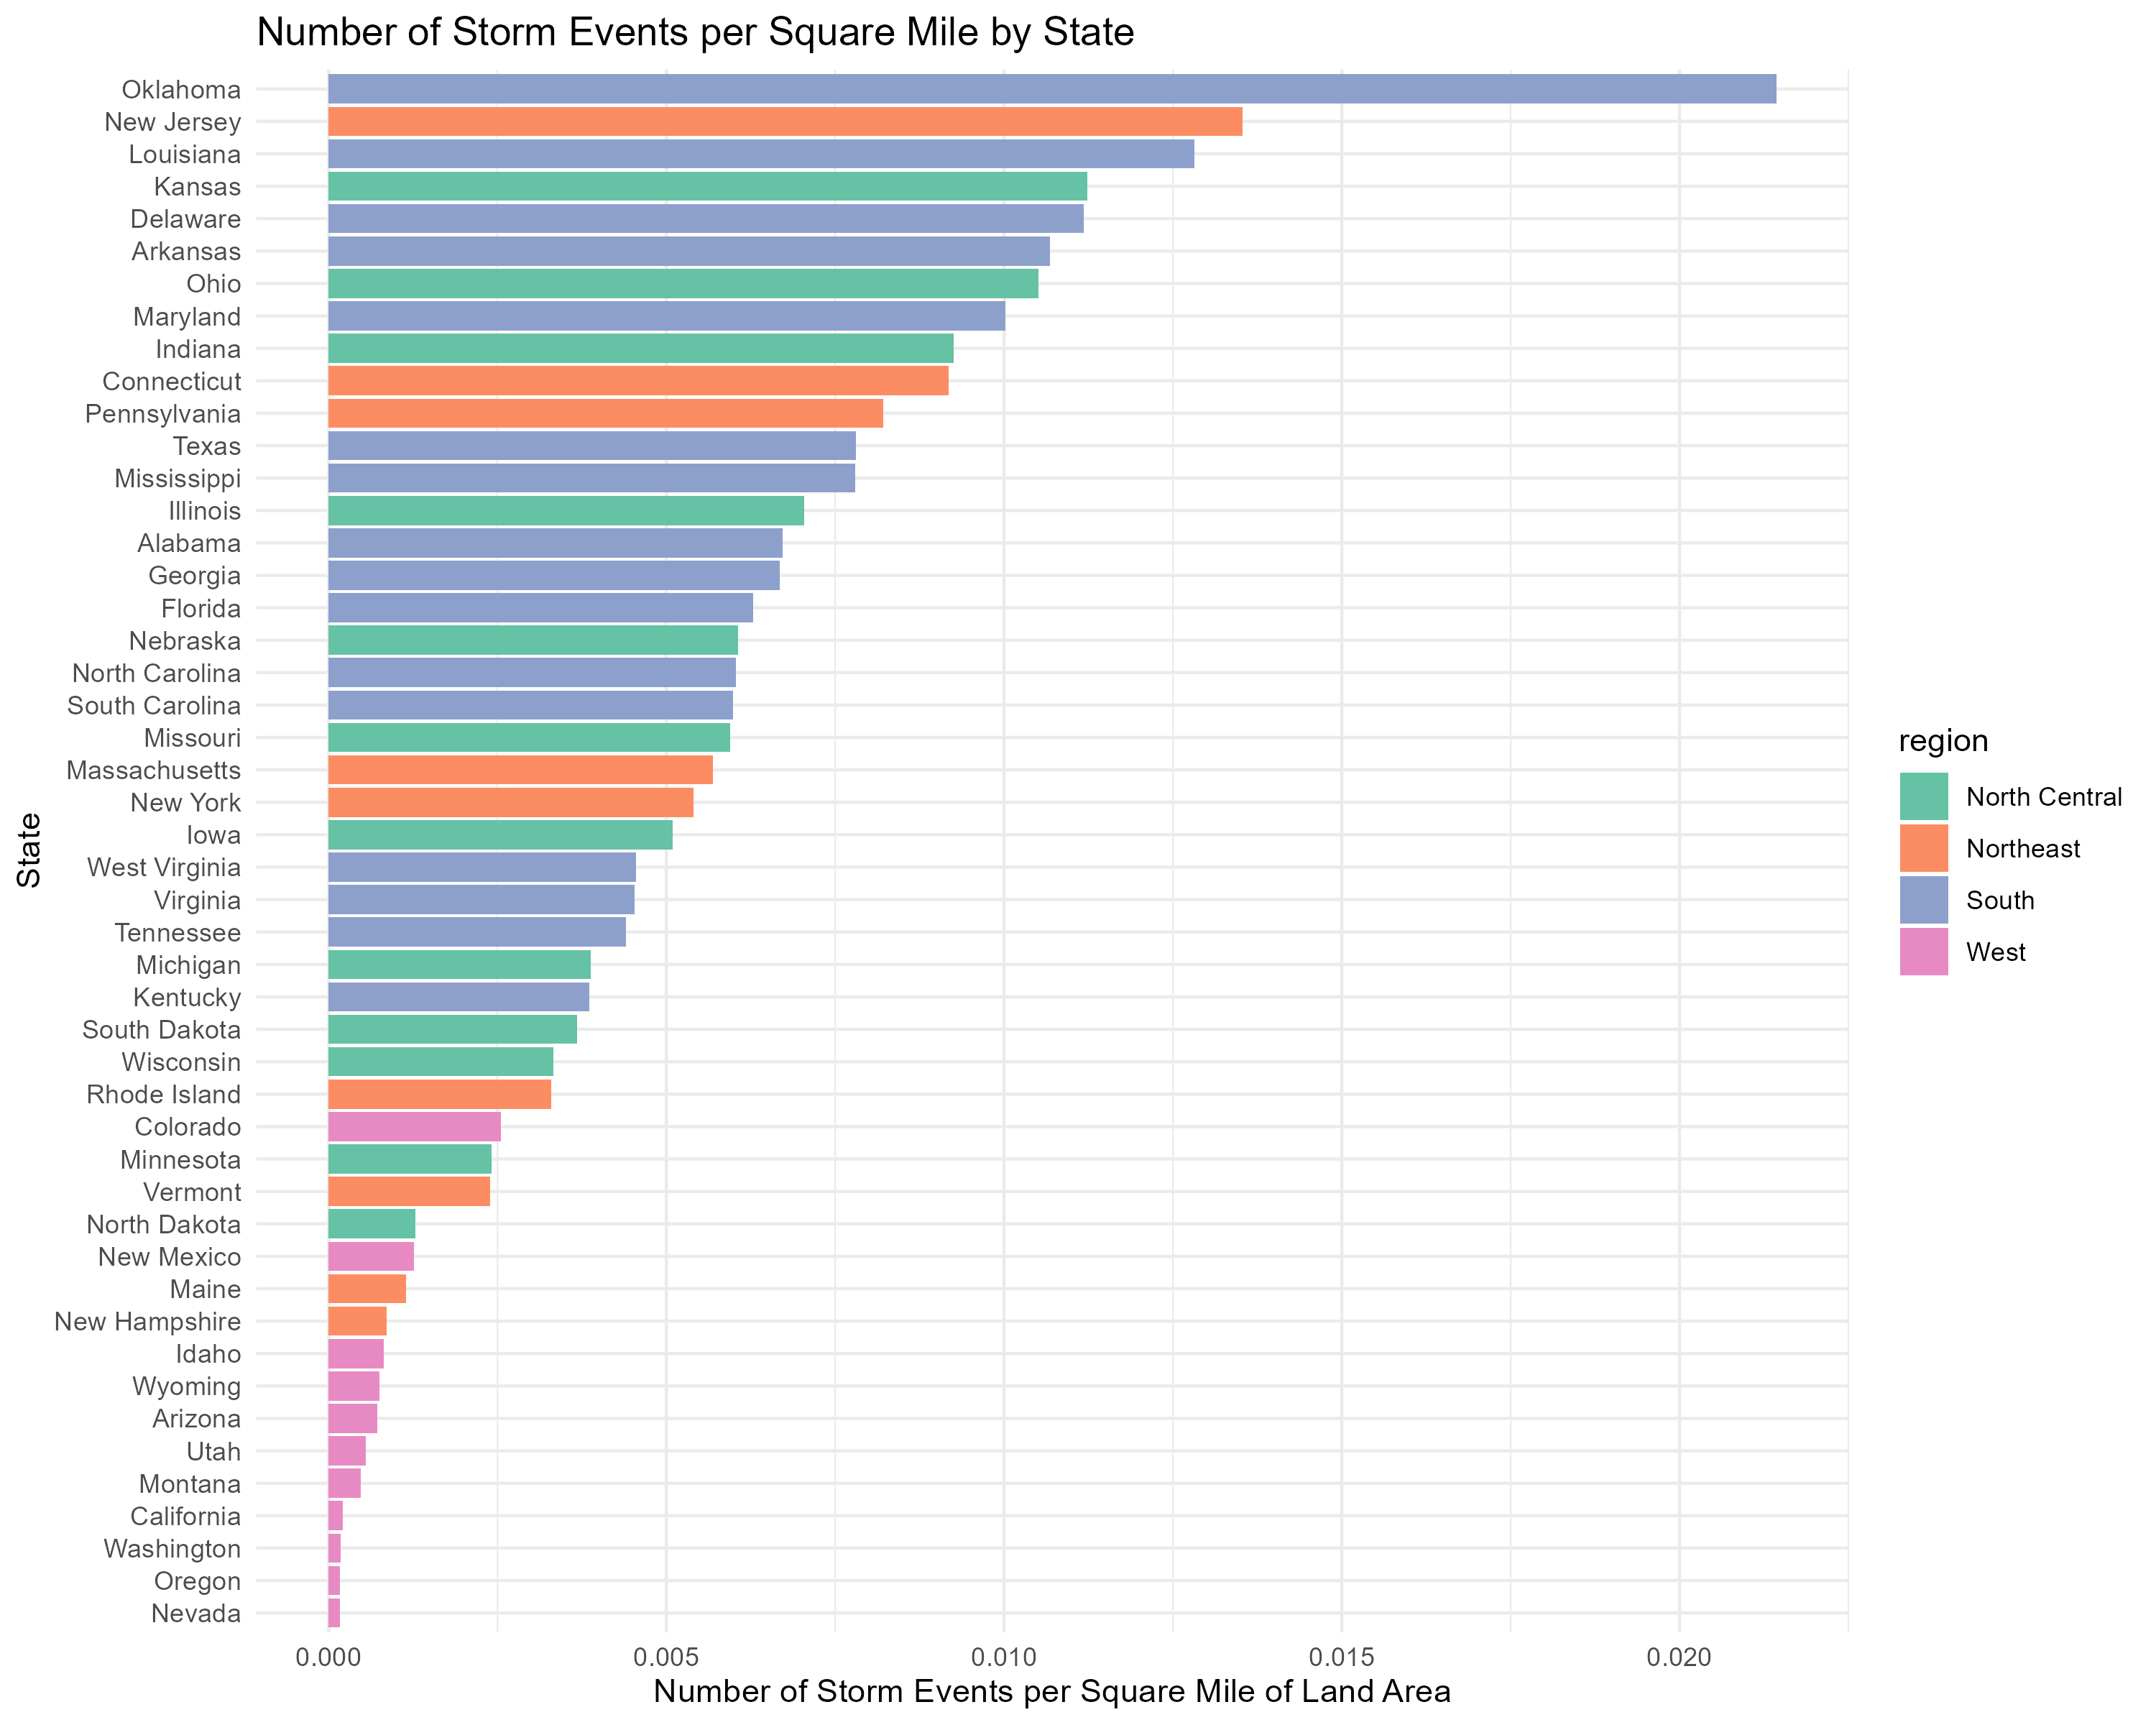 Number of Storm Events per Square Mile by State
Oklahoma
New Jersey
Louisiana
Kansas
Delaware
Arkansas
Ohio
Maryland
Indiana
Connecticut
Pennsylvania
Texas
Mississippi
Illinois
Alabama
Georgia
Florida
Nebraska
North Carolina
South Carolina
Missouri
Massachusetts
New York
Iowa
West Virginia
Virginia
Tennessee
Michigan
Kentucky
South Dakota
Wisconsin
Rhode Island
Colorado
Minnesota
Vermont
North Dakota
New Mexico
Maine
New Hampshire
Idaho
Wyoming
Arizona
Utah
Montana
California
Washington
Oregon
Nevada
State
0.000 0.005 0.010 0.015 0.020
Number of Storm Events per Square Mile of Land Area
region
North Central
Northeast
South
West